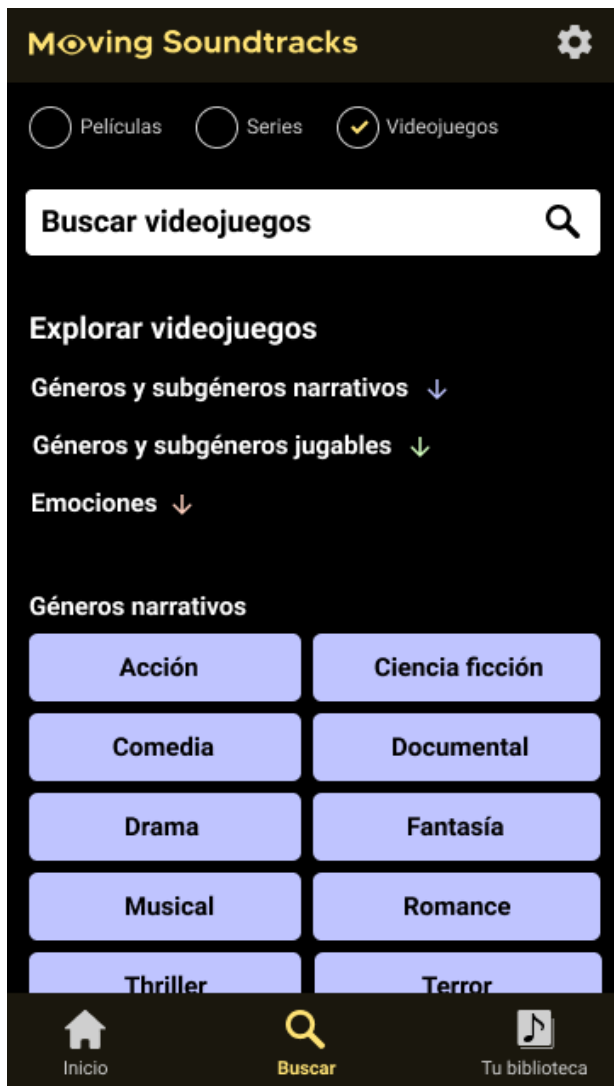 Moving Soundtracks
Películas Series Videojuegos
Buscar videojuegos
Explorar videojuegos
Géneros y subgéneros narrativos ↓
Géneros y subgéneros jugables ↓
Emociones ↓
Géneros narrativos
Acción Ciencia ficción
Comedia Documental
Drama Fantasía
Musical Romance
Thriller Terror
Inicio Buscar Tu biblioteca